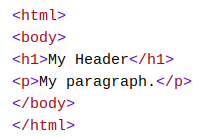 <html>
<body>
<h1>My Header</h1>
<p>My paragraph.</p>
</body>
</html>